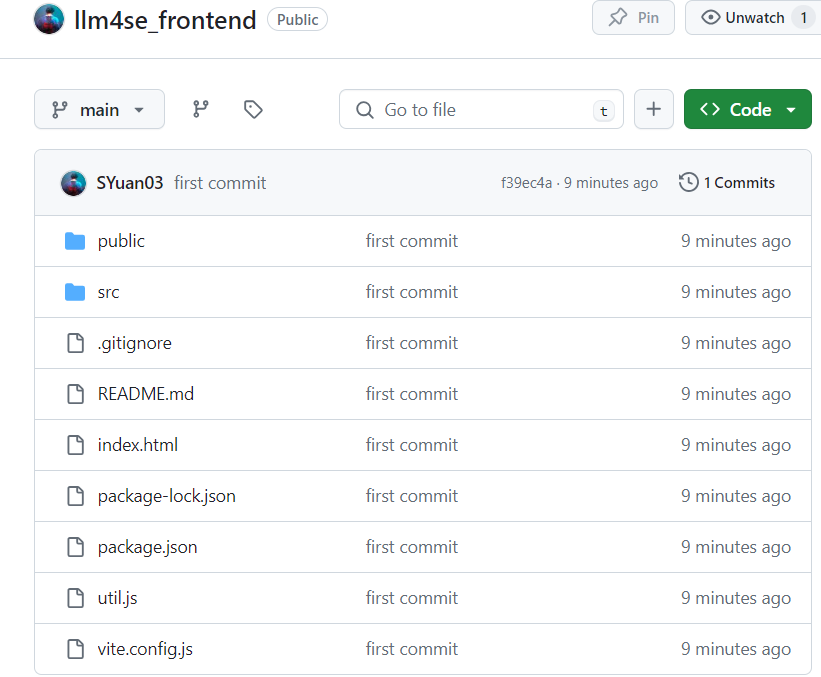 llm4se_frontend Public Pin Unwatch 1
main Go to file t Code
SYuan03 first commit f39ec4a · 9 minutes ago 1 Commits
public first commit 9 minutes ago
src first commit 9 minutes ago
.gitignore first commit 9 minutes ago
README.md first commit 9 minutes ago
index.html first commit 9 minutes ago
package-lock.json first commit 9 minutes ago
package.json first commit 9 minutes ago
util.js first commit 9 minutes ago
vite.config.js first commit 9 minutes ago